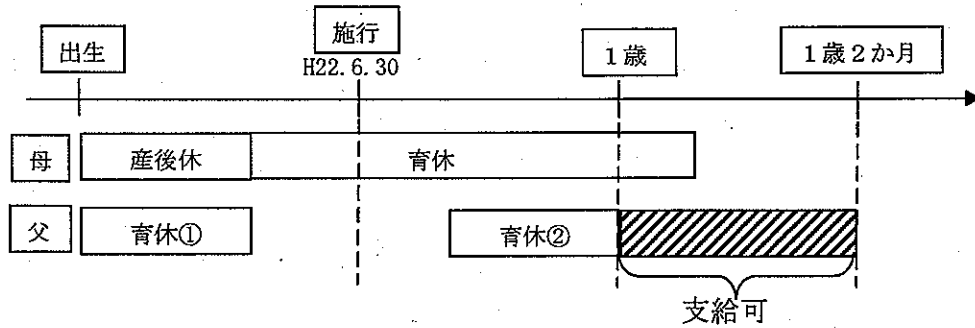 出生
施行
H22.6.30
1歳
1歳2か月
母
産後休
育休
父
育休①
育休②
支給可